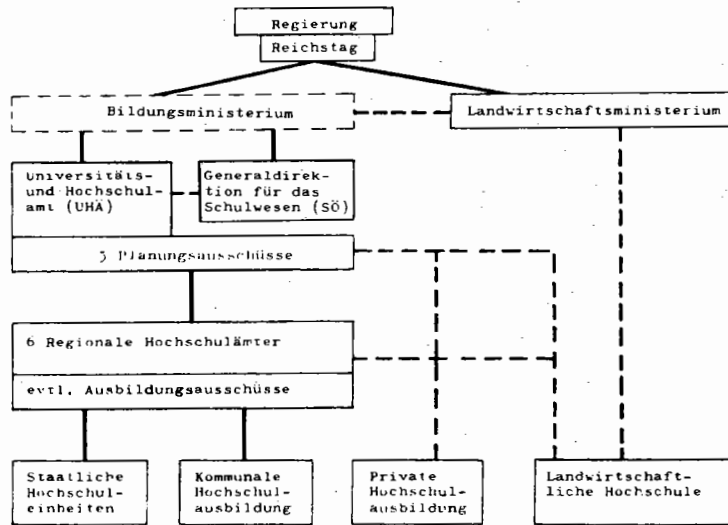 Regierung
Reichstag
Bildungsministerium
Landwirtschaftsministerium
Universitäts-
und Hochschul-
amt (UHÄ)
Generaldirek-
tion für das
Schulwesen (SÖ)
Planungsausschüsse
6 Regionale Hochschulämter
evtl. Ausbildungsausschüsse
Staatliche
Hochschul-
einheiten
Kommunale
Hochschul-
ausbildung
Private
Hochschul-
ausbildung
Landwirtschaft-
liche Hochschule